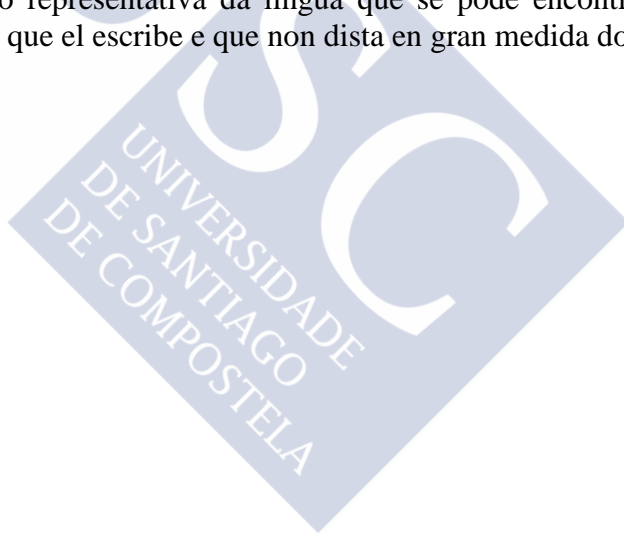 representativa da lingua que se pode
que el escribe e que non dista en gran medida do
USC
UNIVERSIDADE
DE SANTIAGO
DE COMPOSTELA